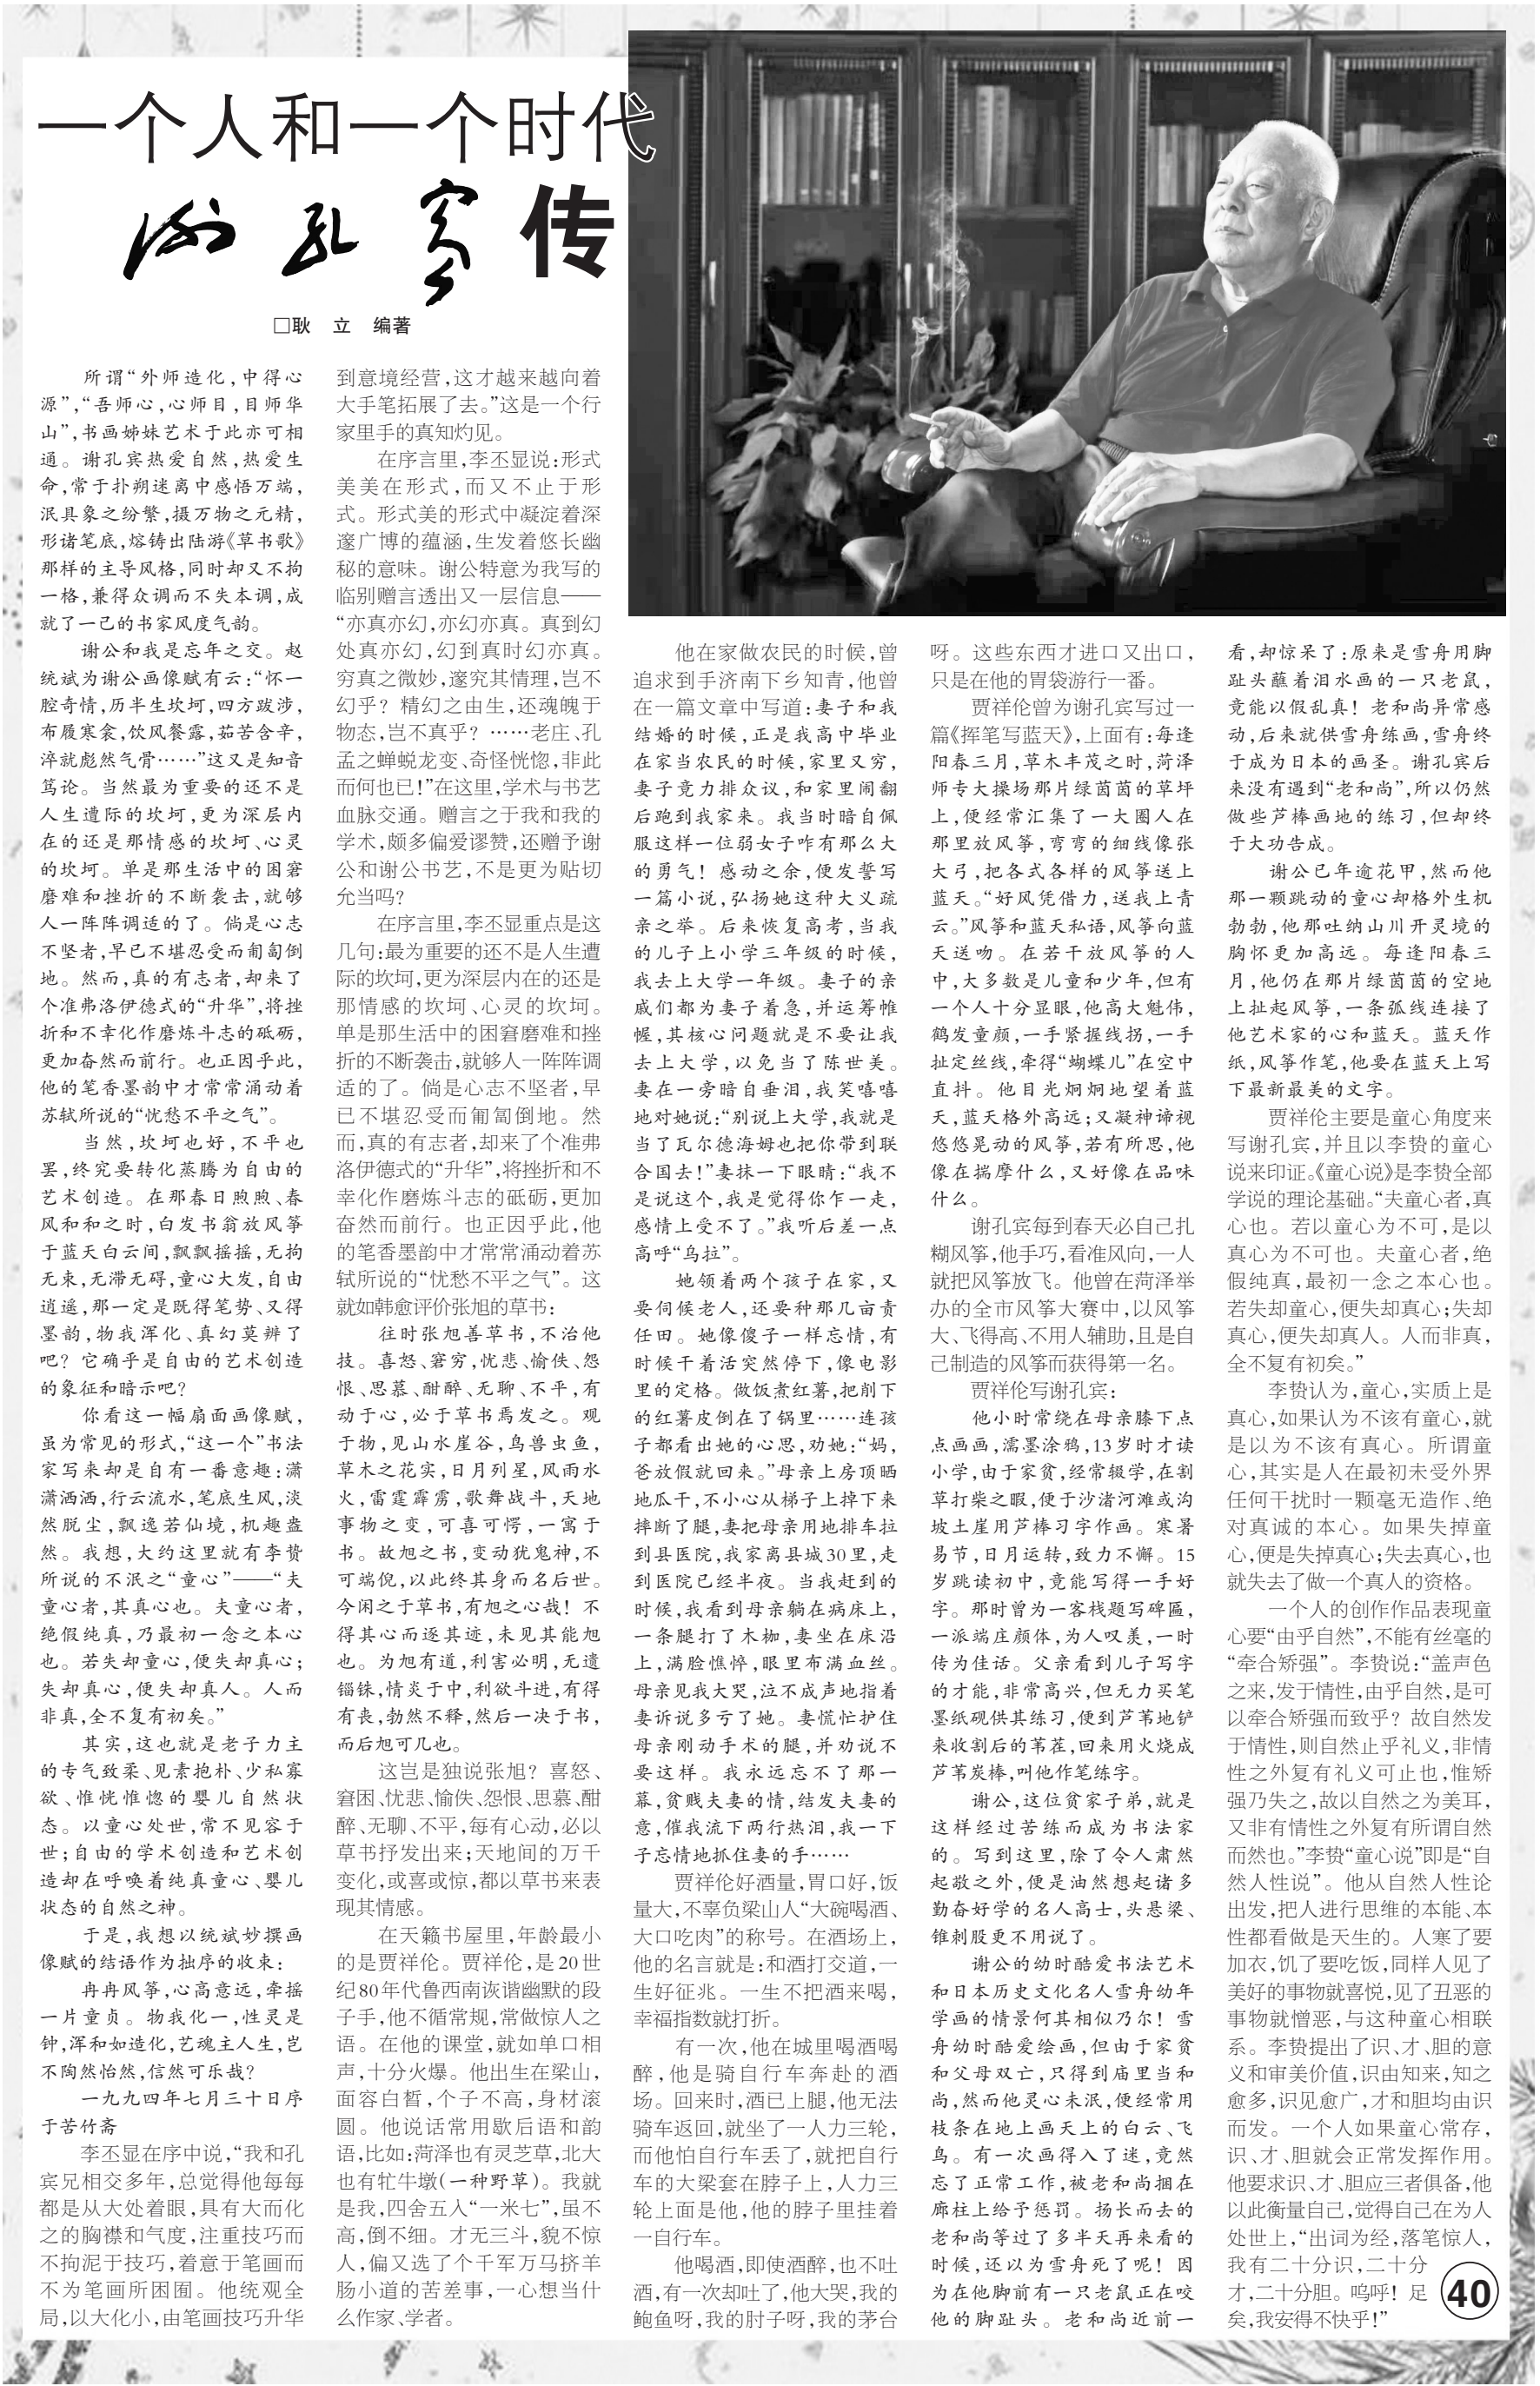 一个人和一个时代
谢孔宾传
□耿　立　编著
所谓“外师造化,中得心
源”,“吾师心,心师目,目师华
山”,书画姊妹艺术于此亦可相
通。谢孔宾热爱自然,热爱生
命,常于扑朔迷离中感悟万端,
泯具象之纷繁,摄万物之元精,
形诸笔底,熔铸出陆游《草书歌》
那样的主导风格,同时却又不拘
一格,兼得众调而不失本调,成
就了一己的书家风度气韵。
谢公和我是忘年之交。赵
统斌为谢公画像赋有云:“怀一
腔奇情,历半生坎坷,四方跋涉,
布履寒衾,饮风餐露,茹苦含辛,
淬就彪然气骨……”这又是知音
笃论。当然最为重要的还不是
人生遭际的坎坷,更为深层内
在的还是那情感的坎坷、心灵
的坎坷。单是那生活中的困窘
磨难和挫折的不断袭击,就够
人一阵阵调适的了。倘是心志
不坚者,早已不堪忍受而匍匐倒
地。然而,真的有志者,却来了
个准弗洛伊德式的“升华”,将挫
折和不幸化作磨炼斗志的砥砺,
更加奋然而前行。也正因乎此,
他的笔香墨韵中才常常涌动着
苏轼所说的“忧愁不平之气”。
当然,坎坷也好,不平也
罢,终究要转化蒸腾为自由的
艺术创造。在那春日煦煦、春
风和和之时,白发书翁放风筝
于蓝天白云间,飘飘摇摇,无拘
无束,无滞无碍,童心大发,自由
逍遥,那一定是既得笔势、又得
墨韵,物我浑化、真幻莫辨了
吧?它确乎是自由的艺术创造
的象征和暗示吧?
你看这一幅扇面画像赋,
虽为常见的形式,“这一个”书法
家写来却是自有一番意趣:潇
潇洒洒,行云流水,笔底生风,淡
然脱尘,飘逸若仙境,机趣盎
然。我想,大约这里就有李贽
所说的不泯之“童心”——“夫
童心者,其真心也。夫童心者,
绝假纯真,乃最初一念之本心
也。若失却童心,便失却真心;
失却真心,便失却真人。人而
非真,全不复有初矣。”
其实,这也就是老子力主
的专气致柔、见素抱朴、少私寡
欲、惟恍惟惚的婴儿自然状
态。以童心处世,常不见容于
世;自由的学术创造和艺术创
造却在呼唤着纯真童心、婴儿
状态的自然之神。
于是,我想以统斌妙撰画
像赋的结语作为拙序的收束:
冉冉风筝,心高意远,牵摇
一片童贞。物我化一,性灵是
钟,浑和如造化,艺魂主人生,岂
不陶然怡然,信然可乐哉?
一九九四年七月三十日序
于苦竹斋
李丕显在序中说,“我和孔
宾兄相交多年,总觉得他每每
都是从大处着眼,具有大而化
之的胸襟和气度,注重技巧而
不拘泥于技巧,着意于笔画而
不为笔画所困囿。他统观全
局,以大化小,由笔画技巧升华
到意境经营,这才越来越向着
大手笔拓展了去。”这是一个行
家里手的真知灼见。
在序言里,李丕显说:形式
美美在形式,而又不止于形
式。形式美的形式中凝淀着深
邃广博的蕴涵,生发着悠长幽
秘的意味。谢公特意为我写的
临别赠言透出又一层信息——
“亦真亦幻,亦幻亦真。真到幻
处真亦幻,幻到真时幻亦真。
穷真之微妙,邃究其情理,岂不
幻乎?精幻之由生,还魂魄于
物态,岂不真乎?……老庄、孔
孟之蝉蜕龙变、奇怪恍惚,非此
而何也已!”在这里,学术与书艺
血脉交通。赠言之于我和我的
学术,颇多偏爱谬赞,还赠予谢
公和谢公书艺,不是更为贴切
允当吗?
在序言里,李丕显重点是这
几句:最为重要的还不是人生遭
际的坎坷,更为深层内在的还是
那情感的坎坷、心灵的坎坷。
单是那生活中的困窘磨难和挫
折的不断袭击,就够人一阵阵调
适的了。倘是心志不坚者,早
已不堪忍受而匍匐倒地。然
而,真的有志者,却来了个准弗
洛伊德式的“升华”,将挫折和不
幸化作磨炼斗志的砥砺,更加
奋然而前行。也正因乎此,他
的笔香墨韵中才常常涌动着苏
轼所说的“忧愁不平之气”。这
就如韩愈评价张旭的草书:
往时张旭善草书,不治他
技。喜怒、窘穷,忧悲、愉佚、怨
恨、思慕、酣醉、无聊、不平,有
动于心,必于草书焉发之。观
于物,见山水崖谷,鸟兽虫鱼,
草木之花实,日月列星,风雨水
火,雷霆霹雳,歌舞战斗,天地
事物之变,可喜可愕,一寓于
书。故旭之书,变动犹鬼神,不
可端倪,以此终其身而名后世。
今闲之于草书,有旭之心哉!不
得其心而逐其迹,未见其能旭
也。为旭有道,利害必明,无遗
锱铢,情炎于中,利欲斗进,有得
有丧,勃然不释,然后一决于书,
而后旭可几也。
这岂是独说张旭?喜怒、
窘困、忧悲、愉佚、怨恨、思慕、酣
醉、无聊、不平,每有心动,必以
草书抒发出来;天地间的万千
变化,或喜或惊,都以草书来表
现其情感。
在天籁书屋里,年龄最小
的是贾祥伦。贾祥伦,是20世
纪80年代鲁西南诙谐幽默的段
子手,他不循常规,常做惊人之
语。在他的课堂,就如单口相
声,十分火爆。他出生在梁山,
面容白皙,个子不高,身材滚
圆。他说话常用歇后语和韵
语,比如:菏泽也有灵芝草,北大
也有牤牛墩(一种野草)。我就
是我,四舍五入“一米七”,虽不
高,倒不细。才无三斗,貌不惊
人,偏又选了个千军万马挤羊
肠小道的苦差事,一心想当什
么作家、学者。
他在家做农民的时候,曾
追求到手济南下乡知青,他曾
在一篇文章中写道:妻子和我
结婚的时候,正是我高中毕业
在家当农民的时候,家里又穷,
妻子竟力排众议,和家里闹翻
后跑到我家来。我当时暗自佩
服这样一位弱女子咋有那么大
的勇气!感动之余,便发誓写
一篇小说,弘扬她这种大义疏
亲之举。后来恢复高考,当我
的儿子上小学三年级的时候,
我去上大学一年级。妻子的亲
戚们都为妻子着急,并运筹帷
幄,其核心问题就是不要让我
去上大学,以免当了陈世美。
妻在一旁暗自垂泪,我笑嘻嘻
地对她说:“别说上大学,我就是
当了瓦尔德海姆也把你带到联
合国去!”妻抹一下眼睛:“我不
是说这个,我是觉得你乍一走,
感情上受不了。”我听后差一点
高呼“乌拉”。
她领着两个孩子在家,又
要伺候老人,还要种那几亩责
任田。她像傻子一样忘情,有
时候干着活突然停下,像电影
里的定格。做饭煮红薯,把削下
的红薯皮倒在了锅里……连孩
子都看出她的心思,劝她:“妈,
爸放假就回来。”母亲上房顶晒
地瓜干,不小心从梯子上掉下来
摔断了腿,妻把母亲用地排车拉
到县医院,我家离县城30里,走
到医院已经半夜。当我赶到的
时候,我看到母亲躺在病床上,
一条腿打了木枷,妻坐在床沿
上,满脸憔悴,眼里布满血丝。
母亲见我大哭,泣不成声地指着
妻诉说多亏了她。妻慌忙护住
母亲刚动手术的腿,并劝说不
要这样。我永远忘不了那一
幕,贫贱夫妻的情,结发夫妻的
意,催我流下两行热泪,我一下
子忘情地抓住妻的手……
贾祥伦好酒量,胃口好,饭
量大,不辜负梁山人“大碗喝酒、
大口吃肉”的称号。在酒场上,
他的名言就是:和酒打交道,一
生好征兆。一生不把酒来喝,
幸福指数就打折。
有一次,他在城里喝酒喝
醉,他是骑自行车奔赴的酒
场。回来时,酒已上腿,他无法
骑车返回,就坐了一人力三轮,
而他怕自行车丢了,就把自行
车的大梁套在脖子上,人力三
轮上面是他,他的脖子里挂着
一自行车。
他喝酒,即使酒醉,也不吐
酒,有一次却吐了,他大哭,我的
鲍鱼呀,我的肘子呀,我的茅台
呀。这些东西才进口又出口,
只是在他的胃袋游行一番。
贾祥伦曾为谢孔宾写过一
篇《挥笔写蓝天》,上面有:每逢
阳春三月,草木丰茂之时,菏泽
师专大操场那片绿茵茵的草坪
上,便经常汇集了一大圈人在
那里放风筝,弯弯的细线像张
大弓,把各式各样的风筝送上
蓝天。“好风凭借力,送我上青
云。”风筝和蓝天私语,风筝向蓝
天送吻。在若干放风筝的人
中,大多数是儿童和少年,但有
一个人十分显眼,他高大魁伟,
鹤发童颜,一手紧握线拐,一手
扯定丝线,牵得“蝴蝶儿”在空中
直抖。他目光炯炯地望着蓝
天,蓝天格外高远;又凝神谛视
悠悠晃动的风筝,若有所思,他
像在揣摩什么,又好像在品味
什么。
谢孔宾每到春天必自己扎
糊风筝,他手巧,看准风向,一人
就把风筝放飞。他曾在菏泽举
办的全市风筝大赛中,以风筝
大、飞得高、不用人辅助,且是自
己制造的风筝而获得第一名。
贾祥伦写谢孔宾:
他小时常绕在母亲膝下点
点画画,濡墨涂鸦,13岁时才读
小学,由于家贫,经常辍学,在割
草打柴之暇,便于沙渚河滩或沟
坡土崖用芦棒习字作画。寒暑
易节,日月运转,致力不懈。15
岁跳读初中,竟能写得一手好
字。那时曾为一客栈题写碑匾,
一派端庄颜体,为人叹羡,一时
传为佳话。父亲看到儿子写字
的才能,非常高兴,但无力买笔
墨纸砚供其练习,便到芦苇地铲
来收割后的苇茬,回来用火烧成
芦苇炭棒,叫他作笔练字。
谢公,这位贫家子弟,就是
这样经过苦练而成为书法家
的。写到这里,除了令人肃然
起敬之外,便是油然想起诸多
勤奋好学的名人高士,头悬梁、
锥刺股更不用说了。
谢公的幼时酷爱书法艺术
和日本历史文化名人雪舟幼年
学画的情景何其相似乃尔!雪
舟幼时酷爱绘画,但由于家贫
和父母双亡,只得到庙里当和
尚,然而他灵心未泯,便经常用
枝条在地上画天上的白云、飞
鸟。有一次画得入了迷,竟然
忘了正常工作,被老和尚捆在
廊柱上给予惩罚。扬长而去的
老和尚等过了多半天再来看的
时候,还以为雪舟死了呢!因
为在他脚前有一只老鼠正在咬
他的脚趾头。老和尚近前一
看,却惊呆了:原来是雪舟用脚
趾头蘸着泪水画的一只老鼠,
竟能以假乱真!老和尚异常感
动,后来就供雪舟练画,雪舟终
于成为日本的画圣。谢孔宾后
来没有遇到“老和尚”,所以仍然
做些芦棒画地的练习,但却终
于大功告成。
谢公已年逾花甲,然而他
那一颗跳动的童心却格外生机
勃勃,他那吐纳山川开灵境的
胸怀更加高远。每逢阳春三
月,他仍在那片绿茵茵的空地
上扯起风筝,一条弧线连接了
他艺术家的心和蓝天。蓝天作
纸,风筝作笔,他要在蓝天上写
下最新最美的文字。
贾祥伦主要是童心角度来
写谢孔宾,并且以李贽的童心
说来印证。《童心说》是李贽全部
学说的理论基础。“夫童心者,真
心也。若以童心为不可,是以
真心为不可也。夫童心者,绝
假纯真,最初一念之本心也。
若失却童心,便失却真心;失却
真心,便失却真人。人而非真,
全不复有初矣。”
李贽认为,童心,实质上是
真心,如果认为不该有童心,就
是以为不该有真心。所谓童
心,其实是人在最初未受外界
任何干扰时一颗毫无造作、绝
对真诚的本心。如果失掉童
心,便是失掉真心;失去真心,也
就失去了做一个真人的资格。
一个人的创作作品表现童
心要“由乎自然”,不能有丝毫的
“牵合矫强”。李贽说:“盖声色
之来,发于情性,由乎自然,是可
以牵合矫强而致乎?故自然发
于情性,则自然止乎礼义,非情
性之外复有礼义可止也,惟矫
强乃失之,故以自然之为美耳,
又非有情性之外复有所谓自然
而然也。”李贽“童心说”即是“自
然人性说”。他从自然人性论
出发,把人进行思维的本能、本
性都看做是天生的。人寒了要
加衣,饥了要吃饭,同样人见了
美好的事物就喜悦,见了丑恶的
事物就憎恶,与这种童心相联
系。李贽提出了识、才、胆的意
义和审美价值,识由知来,知之
愈多,识见愈广,才和胆均由识
而发。一个人如果童心常存,
识、才、胆就会正常发挥作用。
他要求识、才、胆应三者俱备,他
以此衡量自己,觉得自己在为人
处世上,“出词为经,落笔惊人,
我有二十分识,二十分
才,二十分胆。呜呼!足
矣,我安得不快乎!”
40